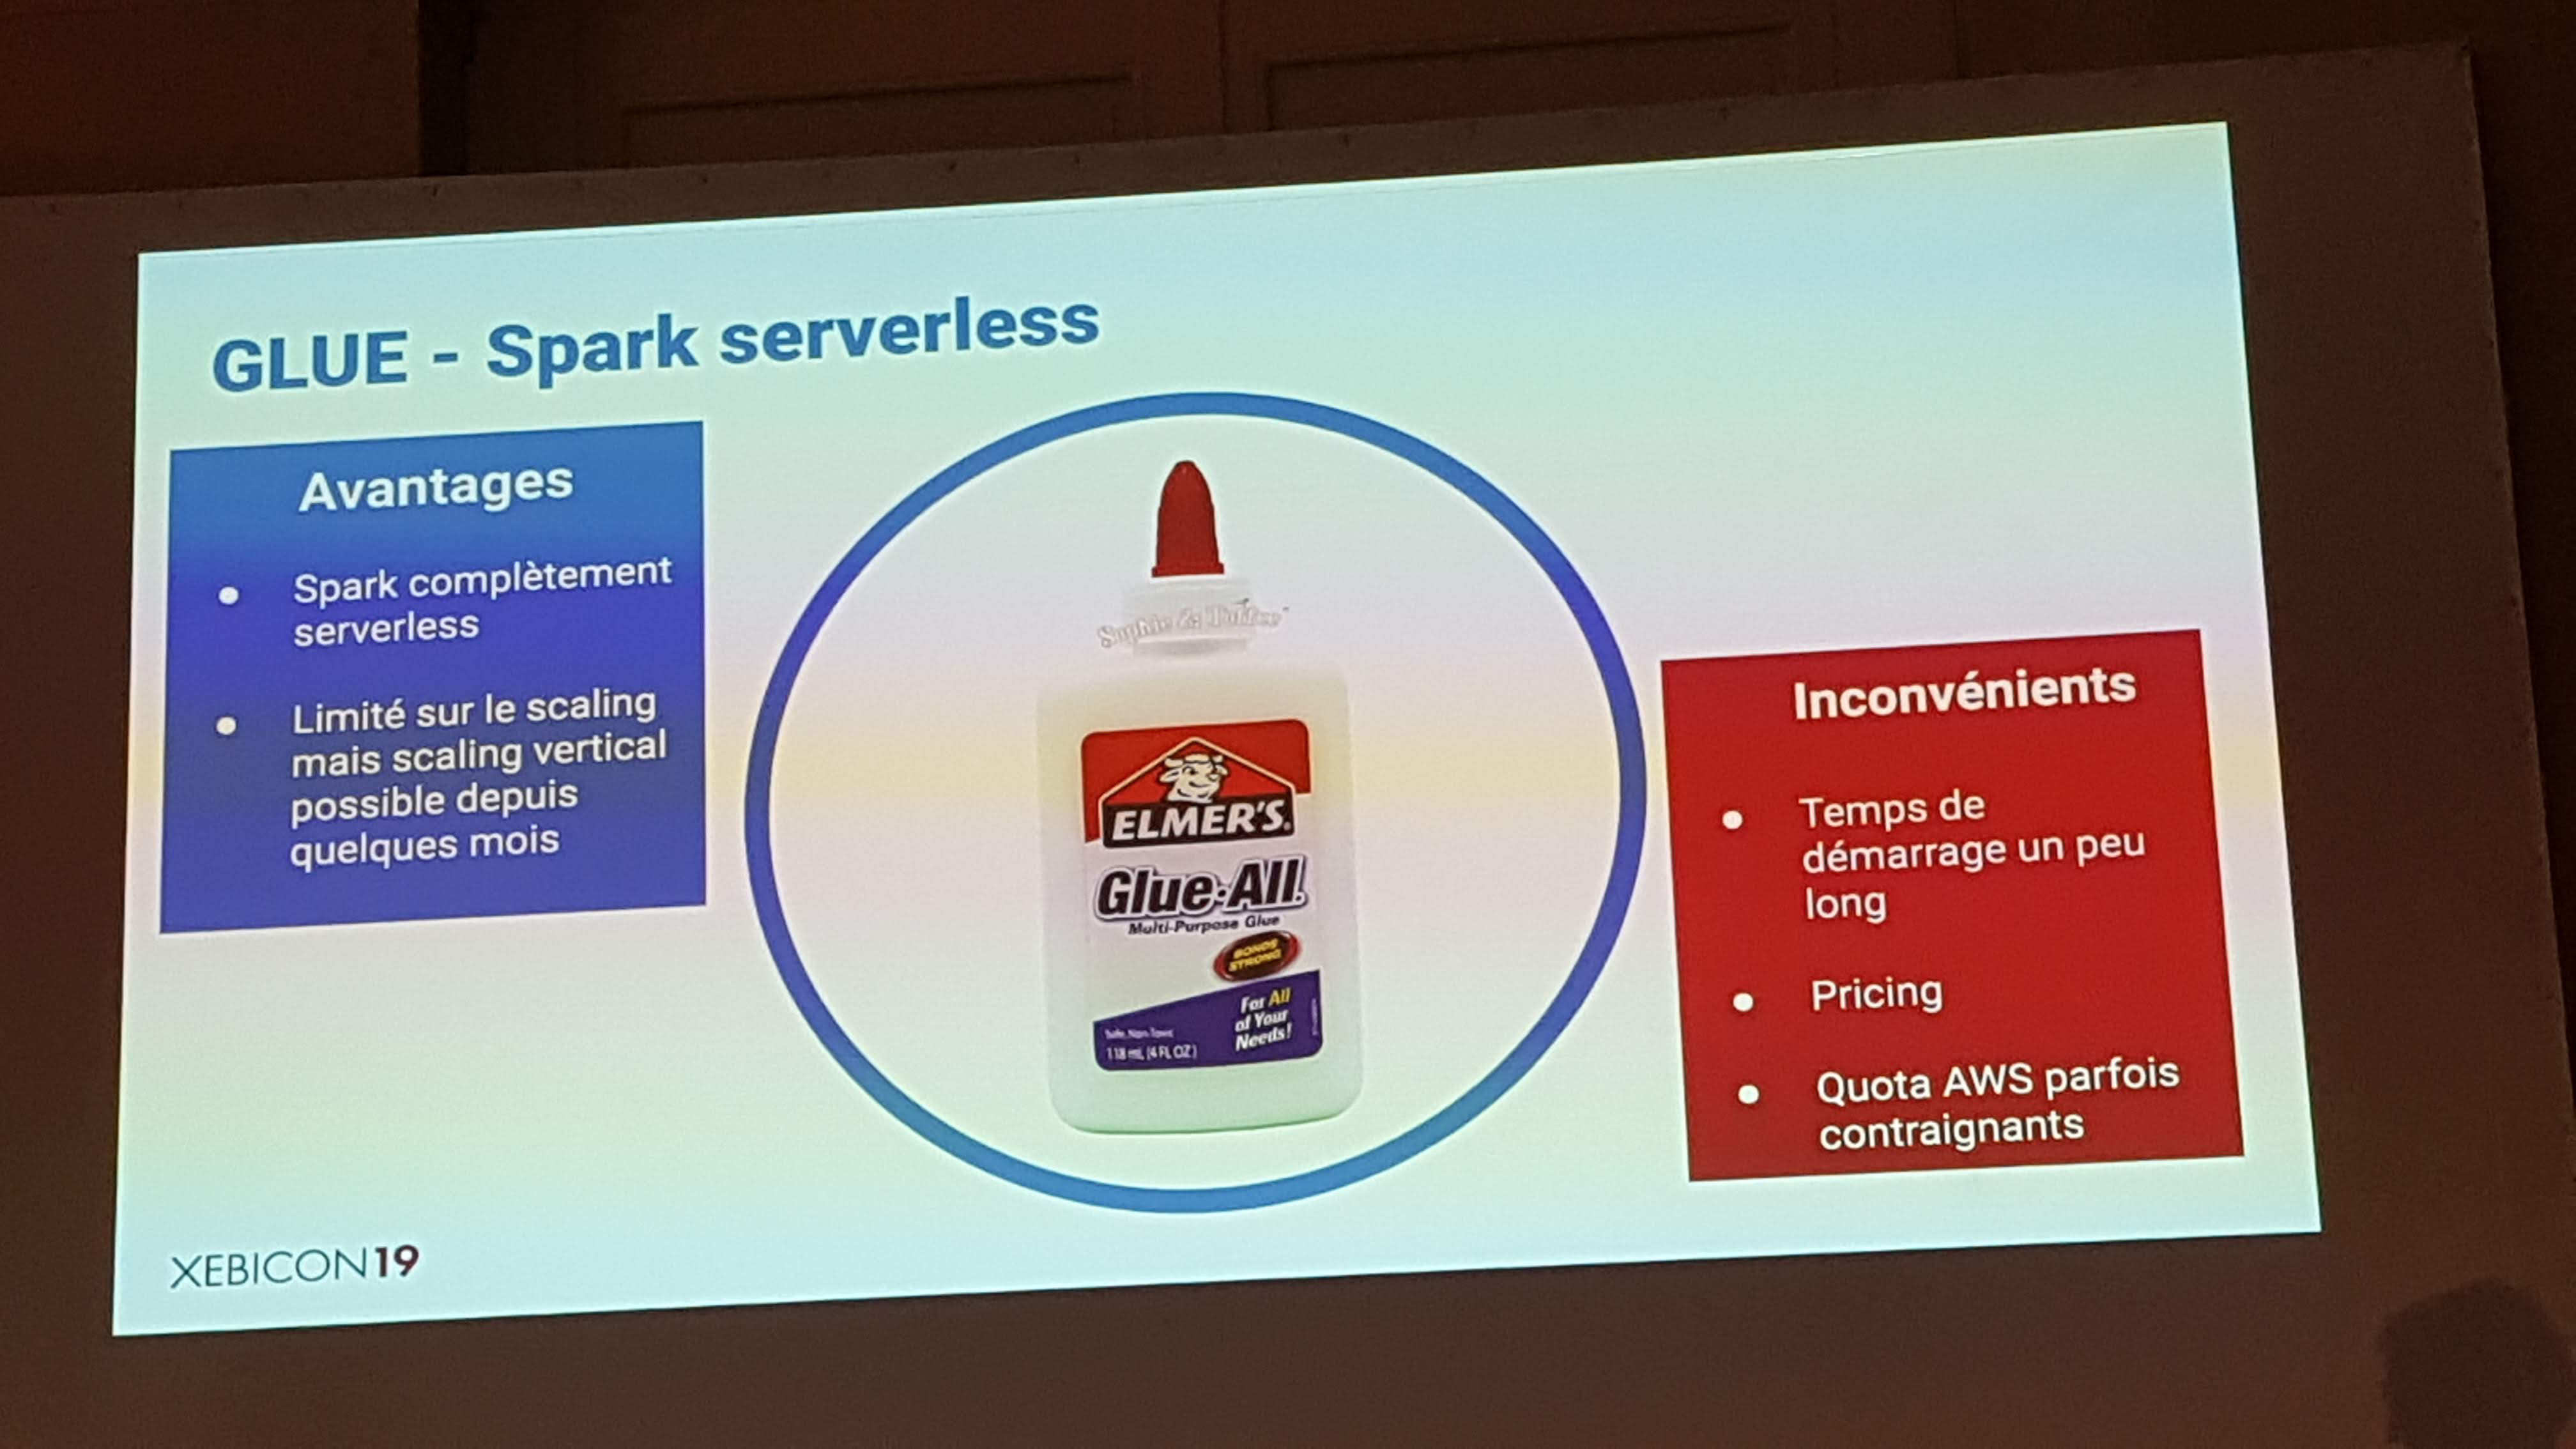 GLUE - Spark serverless
Avantages
● Spark complètement
serverless
● Limité sur le scaling
mais scaling vertical
possible depuis
quelques mois
Sophie &
ELMER'S®
Glue-All®
Multi-Purpose Glue
BONDS
STRONG
For All
of Your
Needs!
Safe, Non-Toxic
118 mL (4 FL OZ)
Inconvénients
● Temps de
démarrage un peu
long
● Pricing
● Quota AWS parfois
contraignants
XEBICON19